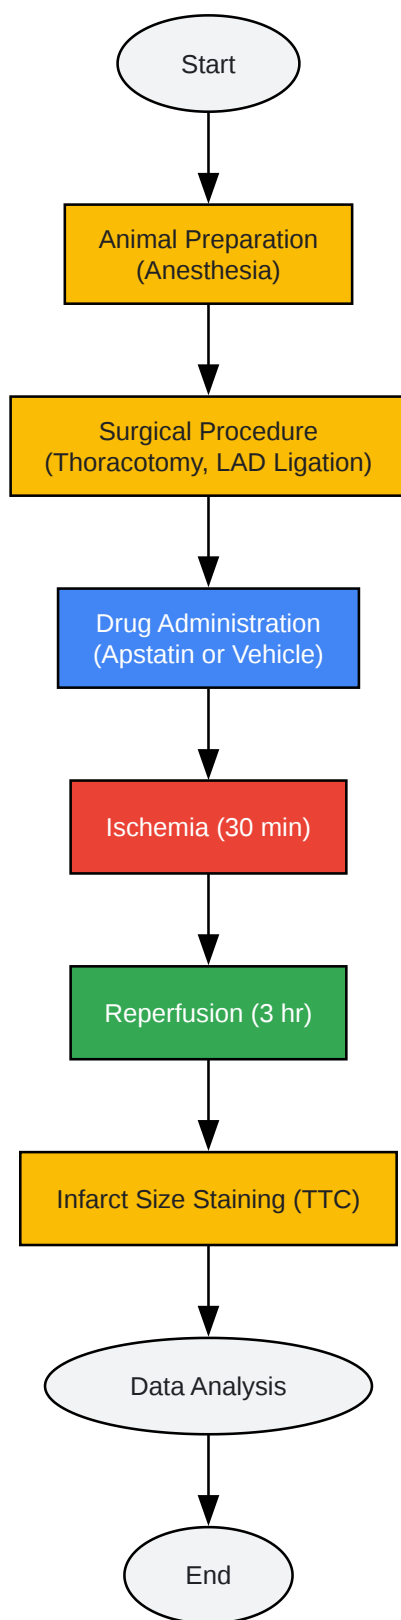 Start
Animal Preparation
(Anesthesia)
Surgical Procedure
(Thoracotomy, LAD Ligation)
Drug Administration
(Apstatin or Vehicle)
Ischemia (30 min)
Reperfusion (3 hr)
Infarct Size Staining (TTC)
Data Analysis
End